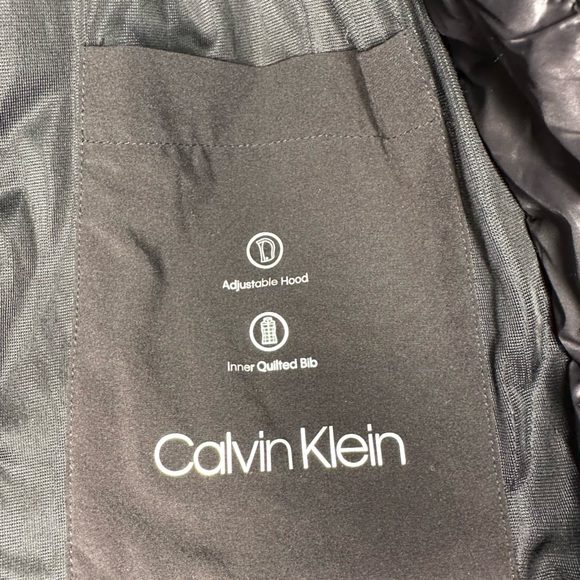 Adjustable Hood
Inner Quilted Bib
Calvin Klein